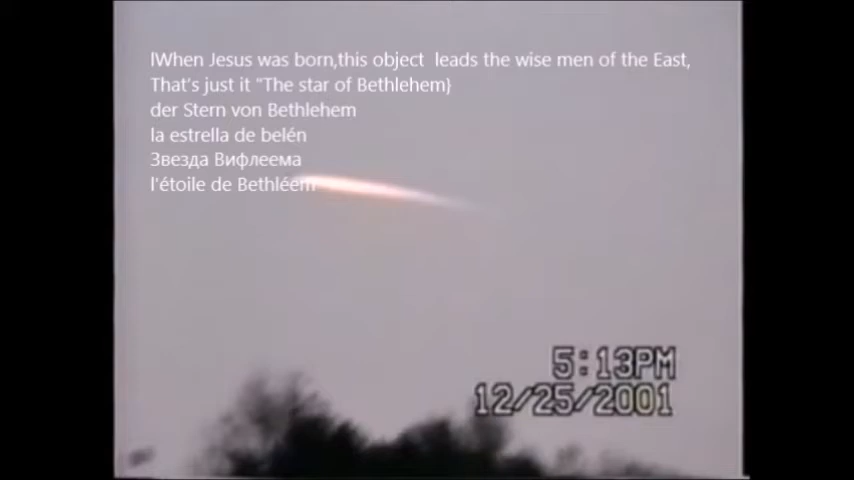 lWhen Jesus was born,this object  leads the wise men of the East,
That's just it "The star of Bethlehem}
der Stern von Bethlehem
la estrella de belén
Звезда Вифлеема
l'étoile de Bethléem
5:13PM
12/25/2001